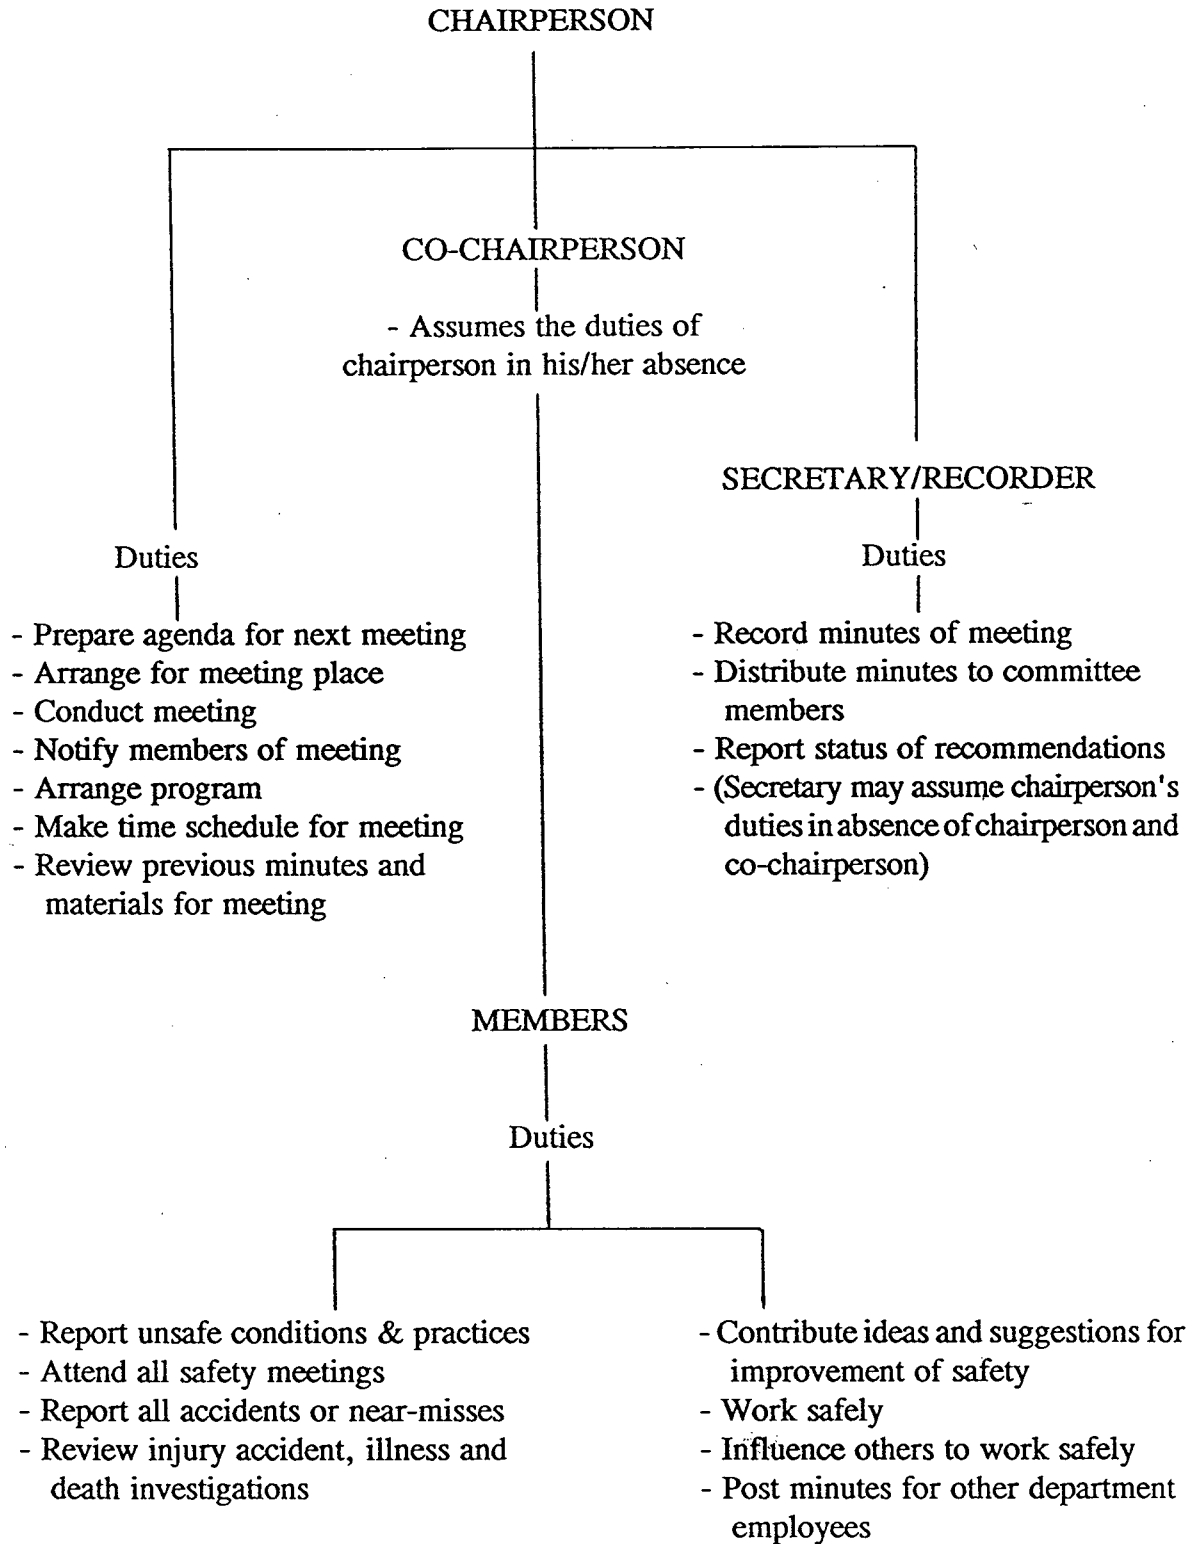 CHAIRPERSON
CO-CHAIRPERSON
- Assumes the duties of
chairperson in his/her absence
SECRETARY/RECORDER
Duties
Duties
- Prepare agenda for next meeting
- Arrange for meeting place
- Conduct meeting
- Notify members of meeting
- Arrange program
- Make time schedule for meeting
- Review previous minutes and
materials for meeting
- Record minutes of meeting
- Distribute minutes to committee
members
- Report status of recommendations
- (Secretary may assume chairperson's
duties in absence of chairperson and
co-chairperson)
MEMBERS
Duties
- Report unsafe conditions & practices
- Attend all safety meetings
- Report all accidents or near-misses
- Review injury accident, illness and
death investigations
- Contribute ideas and suggestions for
improvement of safety
- Work safely
- Influence others to work safely
- Post minutes for other department
employees